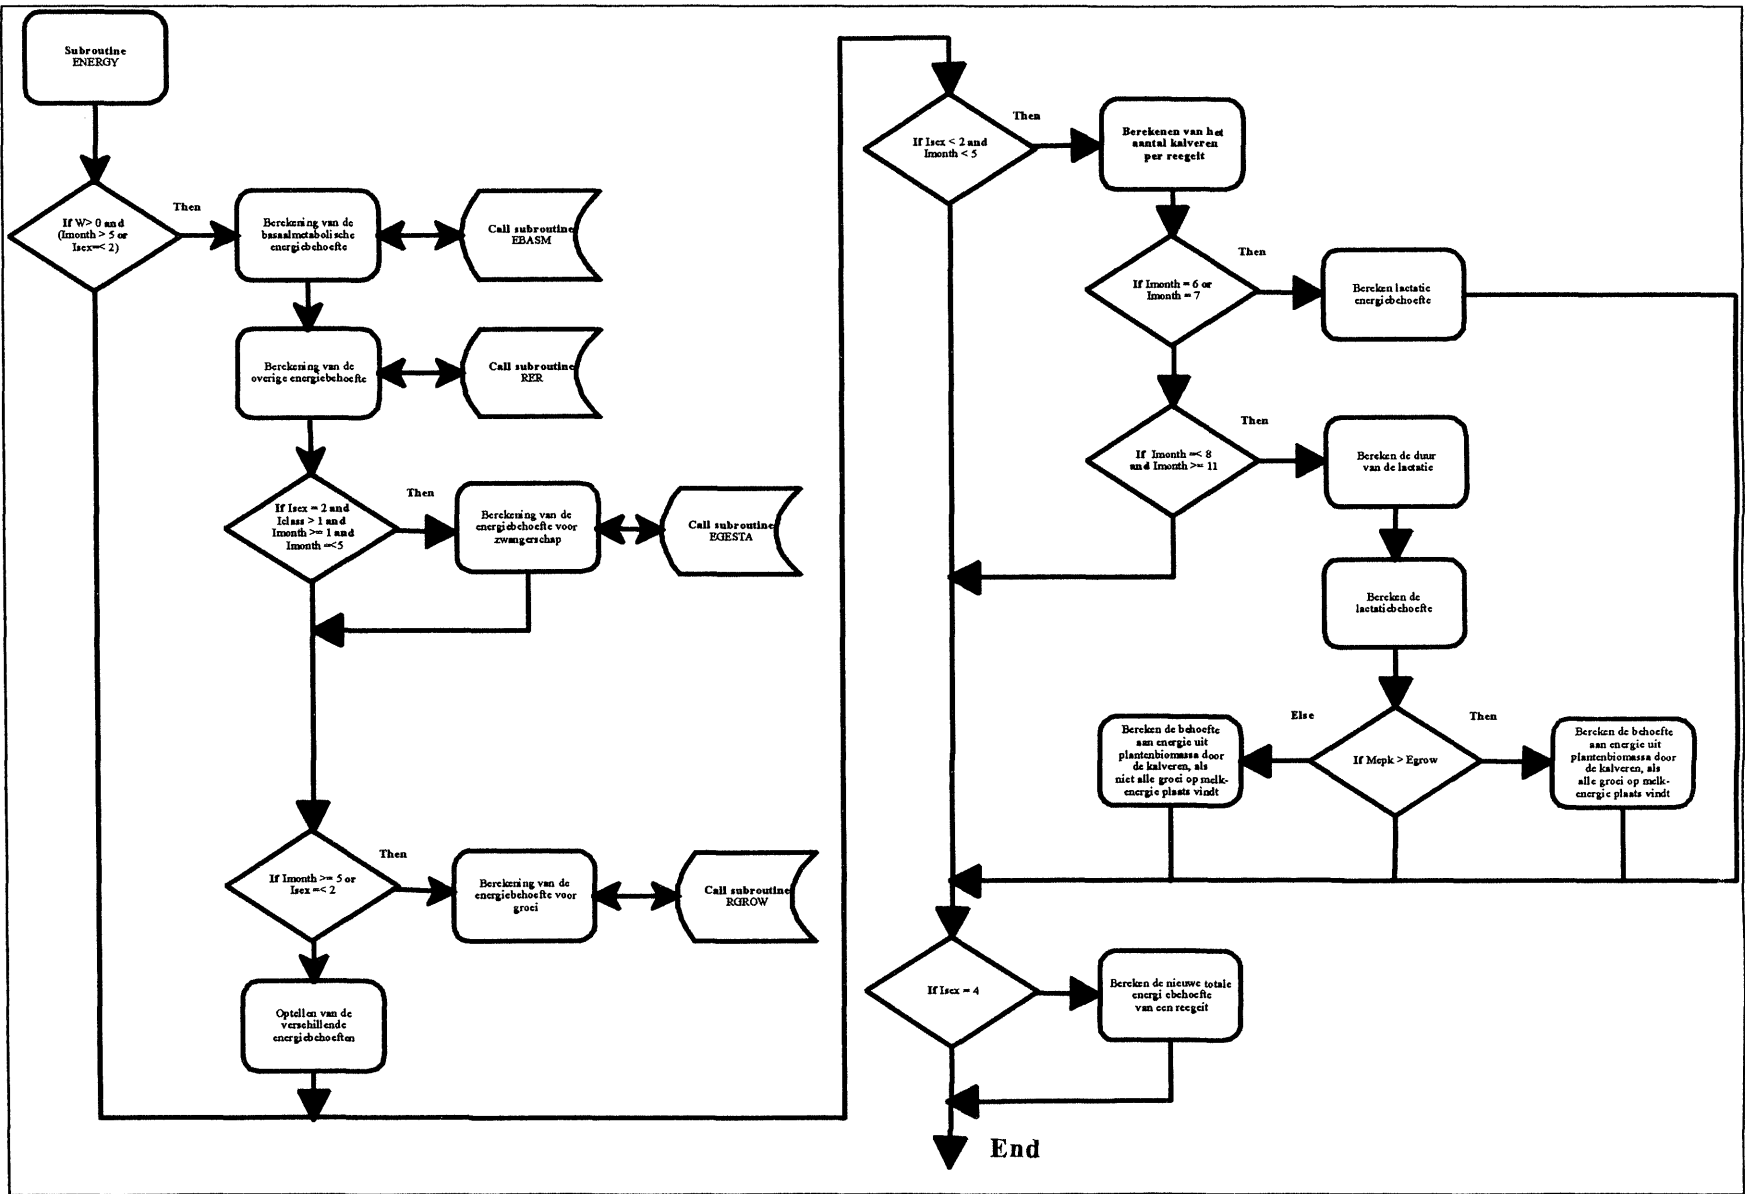 Subroutine
ENERGY
If W> 0 and
(Imonth > 5 or
Isex=< 2)
Then
Berekening van de
basaalmetabolische
energiebehoefte
Call subroutine
EBASM
Berekening van de
overige energiebehoefte
Call subroutine
RER
If Isex = 2 and
Iclass > 1 and
Imonth >= 1 and
Imonth =<5
Then
Berekening van de
energiebehoefte voor
zwangerschap
Call subroutine
EGESTA
If Imonth >= 5 or
Isex =< 2
Then
Berekening van de
energiebehoefte voor
groei
Call subroutine
RGROW
Optellen van de
verschillende
energiebehoeften
If Isex < 2 and
Imonth < 5
Then
Berekenen van het
aantal kalveren
per reegeit
If Imonth = 6 or
Imonth = 7
Then
Bereken lactatie
energiebehoefte
If Imonth =< 8
and Imonth >= 11
Then
Bereken de duur
van de lactatie
Bereken de
lactatiebehoefte
If Mepk > Egrow
Else
Bereken de behoefte
aan energie uit
plantenbiomassa door
de kalveren, als
niet alle groei op melk-
energie plaats vindt
Then
Bereken de behoefte
aan energie uit
plantenbiomassa door
de kalveren, als
alle groei op melk-
energie plaats vindt
If Isex = 4
Bereken de nieuwe totale
energi ebehoefte
van een reegeit
End